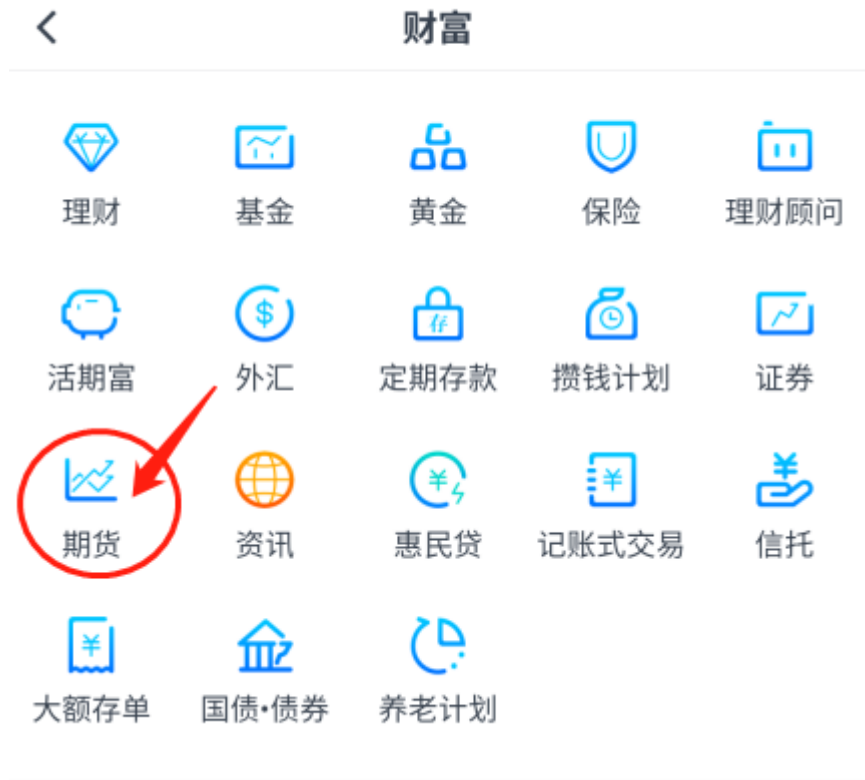 财富
理财 基金 黄金 保险 理财顾问
活期富 外汇 定期存款 攒钱计划 证券
期货 资讯 惠民贷 记账式交易 信托
大额存单 国债·债券 养老计划